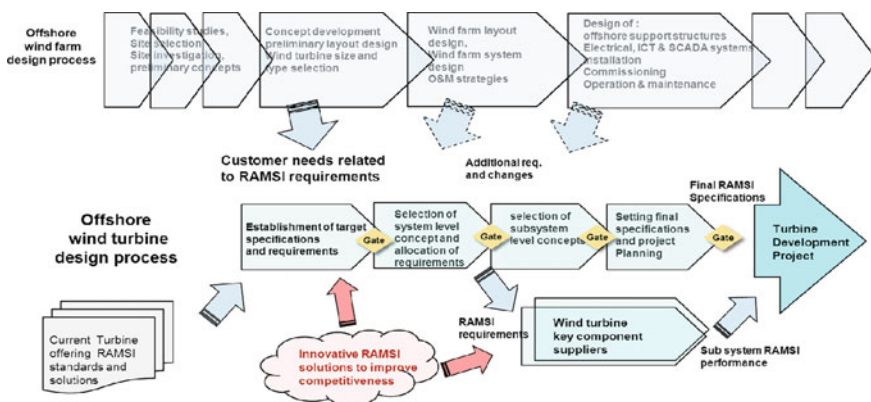 Offshore
wind farm
design process
Feasibility studies,
Site selection,
Site investigation,
preliminary concepts
Concept development
preliminary layout design
Wind turbine size and
type selection
Wind farm layout
design,
Wind farm system
design
O&M strategies
Design of :
offshore support structures
Electrical, ICT & SCADA systems
Installation
Commissioning
Operation & maintenance
Customer needs related
to RAMSI requirements
Additional req.
and changes
Final RAMSI
Specifications
Offshore
wind turbine
design process
Establishment of target
specifications
and requirements
Gate
Selection of
system level
concept and
allocation of
requirements
Gate
selection of
subsystem
level concepts
Gate
Setting final
specifications
and project
Planning
Gate
Turbine
Development
Project
Current Turbine
offering RAMSI
standards and
solutions
Innovative RAMSI
solutions to improve
competitiveness
RAMSI
requirements
Wind turbine
key component
suppliers
Sub system RAMSI
performance